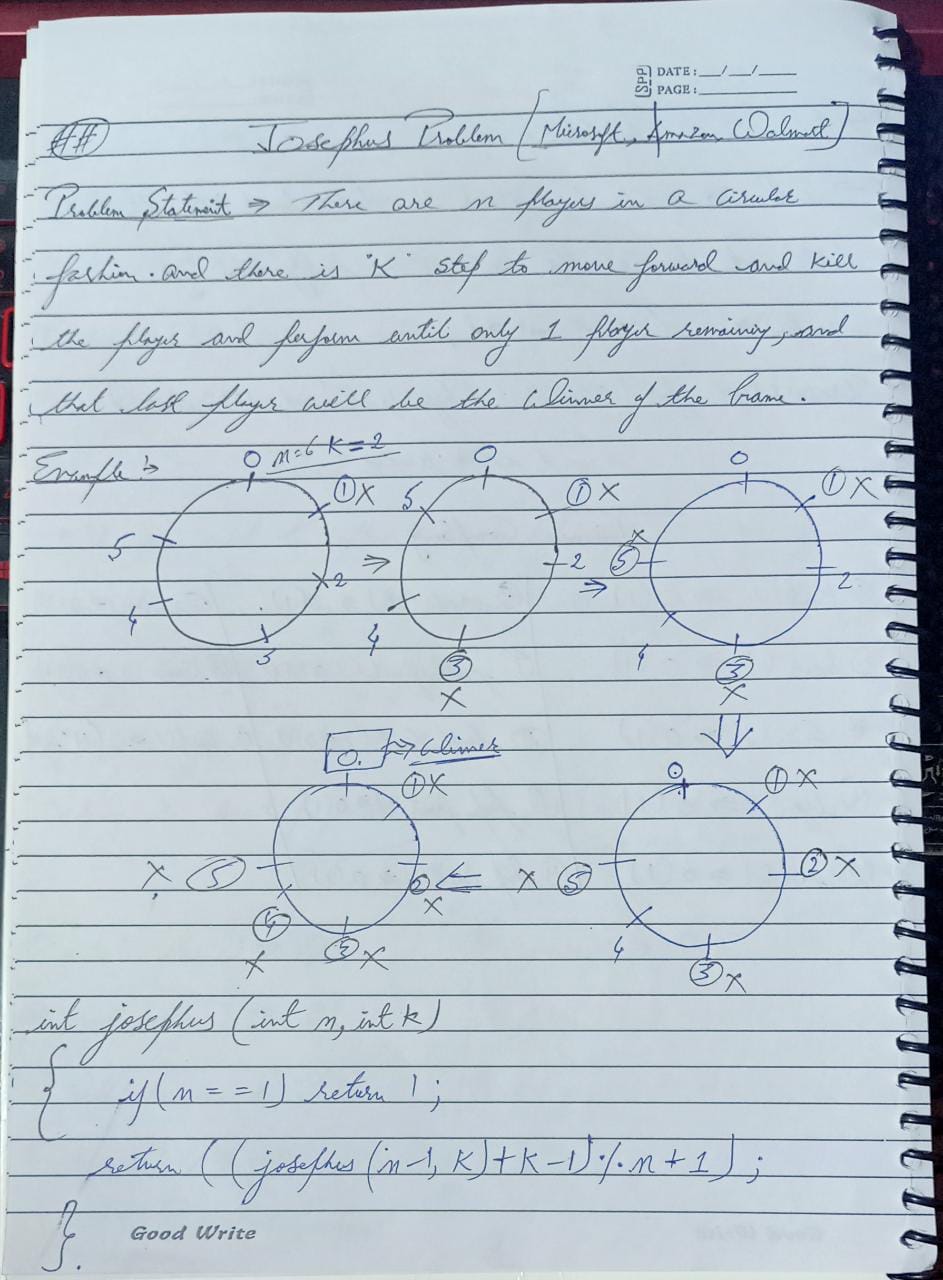 SPP DATE: __/__/____
PAGE: ________
## Josephus Problem [Microsoft, Amazon, Walmart]
Problem Statement ⇒ There are n players in a circular
fashion. and there is "K" step to move forward and kill
the player and perform until only 1 player remaining, and
that last player will be the winner of the Game.
Example → n=6 K=2
0 1 X 2 3 4 5
⇒
0 1 X 2 3 X 4 5
⇒
0 1 X 2 3 X 4 5 X
⇓
0 1 X 2 X 3 X 4 5 X
⇐
0. ⇒ Winner
1 X 2 X 3 X 4 X 5 X
int josephus (int n, int k)
{
if (n == 1) return 1;
return ((josephus (n-1, k) + k-1) % n + 1);
}.
Good Write